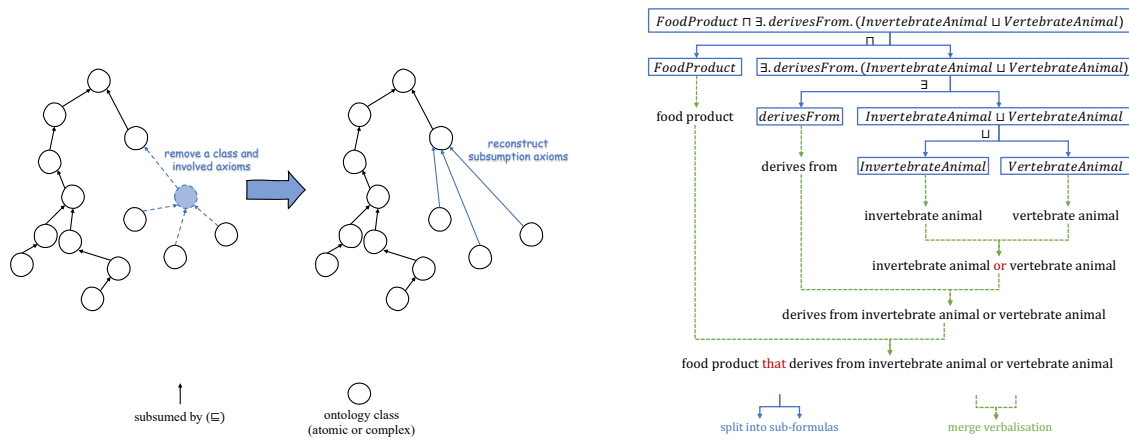 remove a class and
involved axioms
reconstruct
subsumption axioms
subsumed by (⊑)
ontology class
(atomic or complex)
FoodProduct ⊓ ∃.derivesFrom.(InvertebrateAnimal ⊔ VertebrateAnimal)
⊓
FoodProduct
∃.derivesFrom.(InvertebrateAnimal ⊔ VertebrateAnimal)
∃
food product
derivesFrom
InvertebrateAnimal ⊔ VertebrateAnimal
⊔
derives from
InvertebrateAnimal
VertebrateAnimal
invertebrate animal
vertebrate animal
invertebrate animal or vertebrate animal
derives from invertebrate animal or vertebrate animal
food product that derives from invertebrate animal or vertebrate animal
split into sub-formulas
merge verbalisation